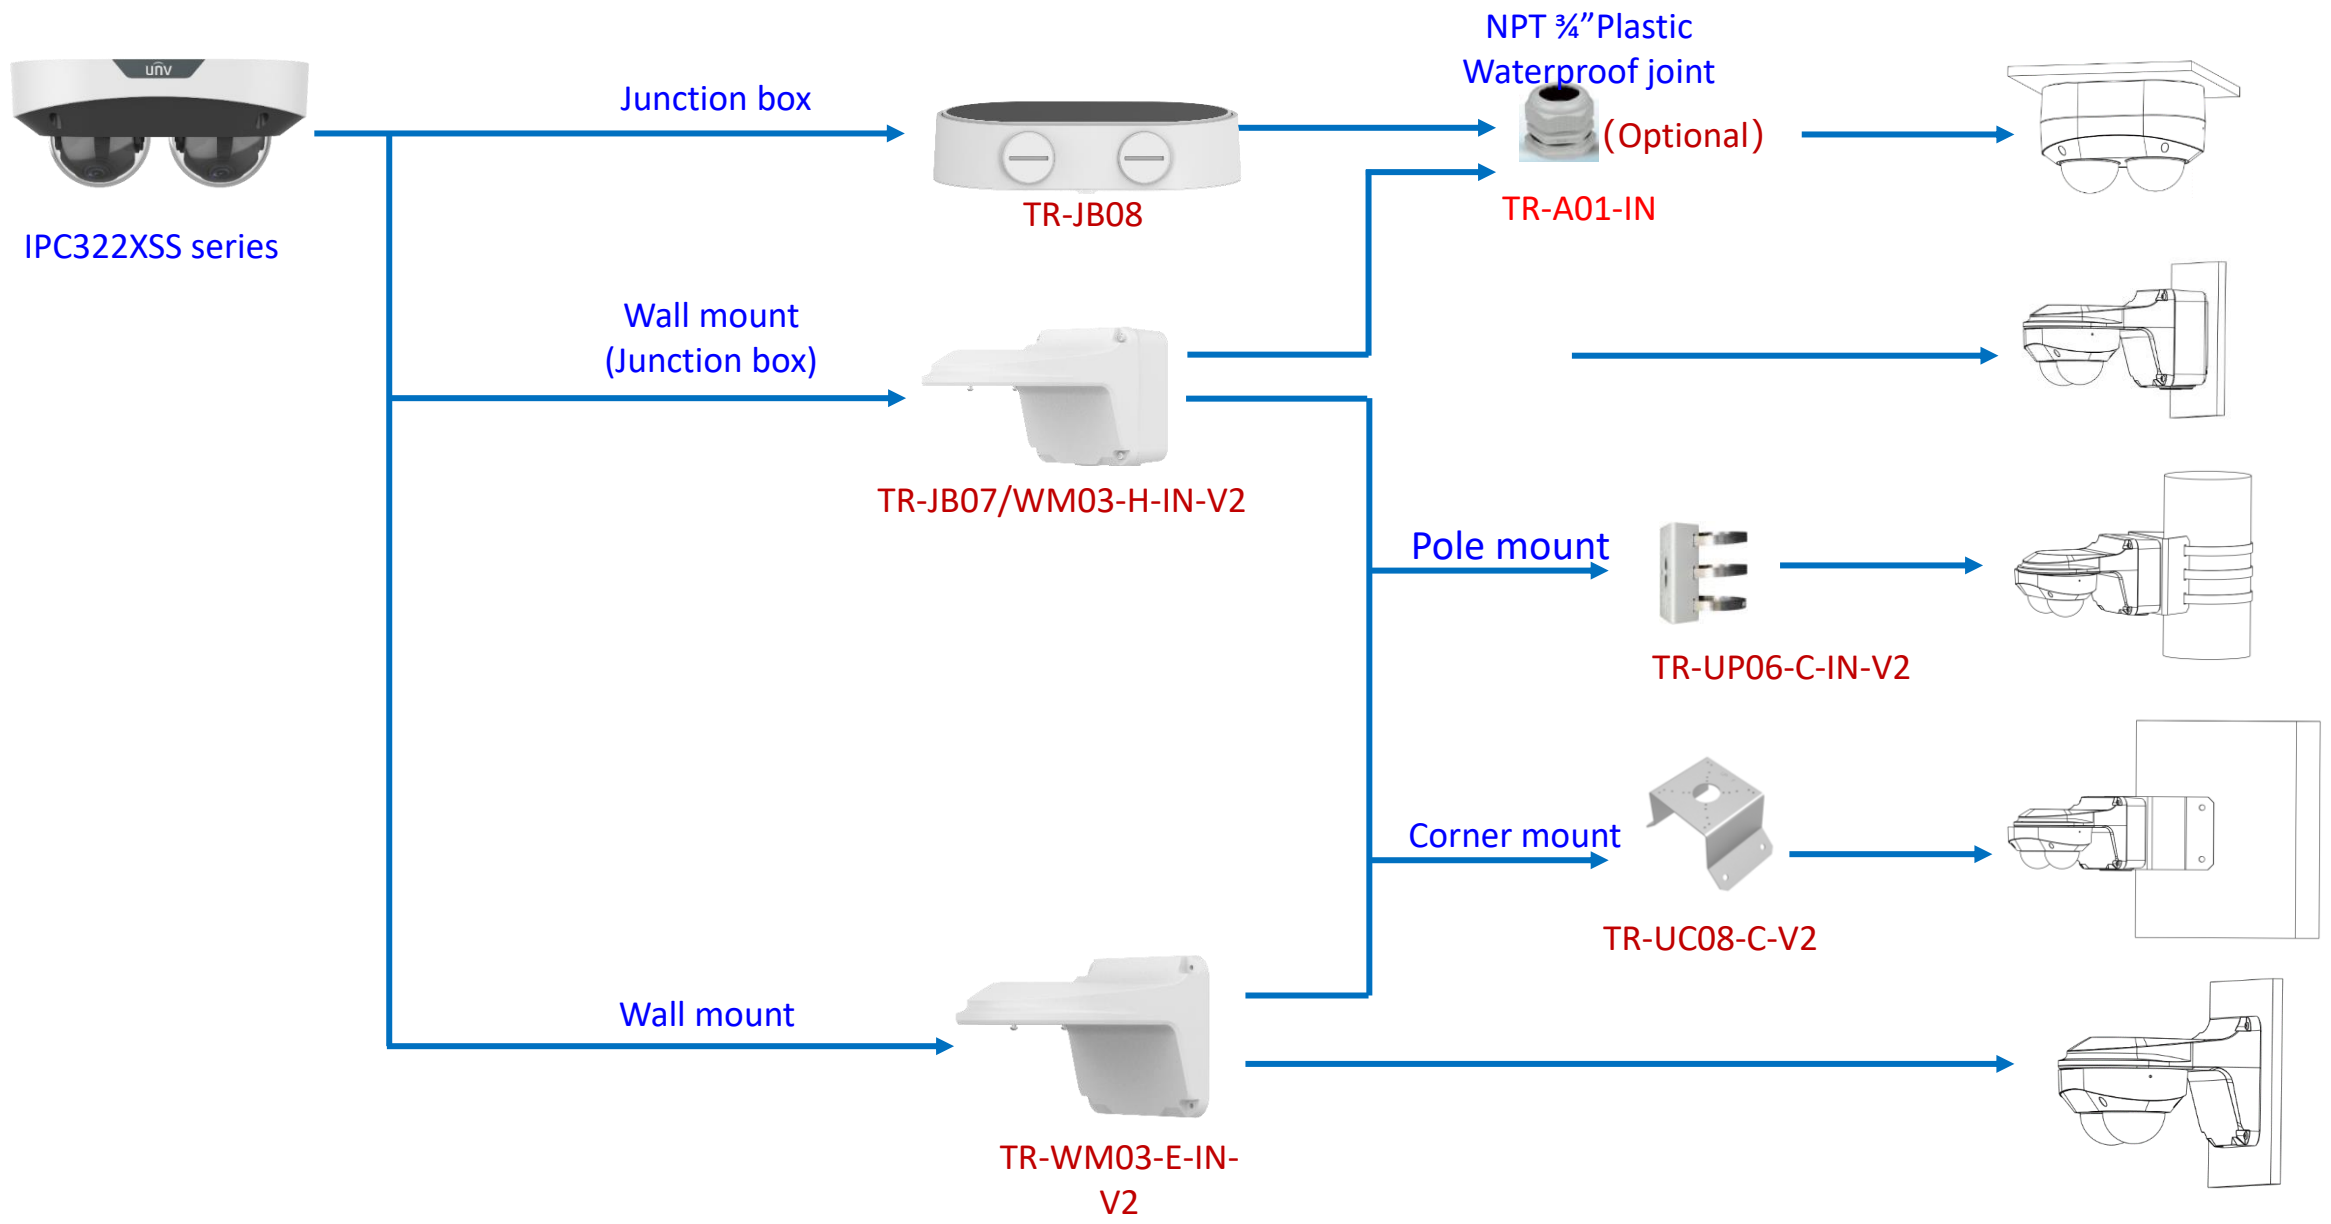 NPT ¾”Plastic
Waterproof joint
unv
Junction box
(Optional)
TR-JB08
TR-A01-IN
IPC322XSS series
Wall mount
(Junction box)
TR-JB07/WM03-H-IN-V2
Pole mount
TR-UP06-C-IN-V2
Corner mount
TR-UC08-C-V2
Wall mount
TR-WM03-E-IN-
V2